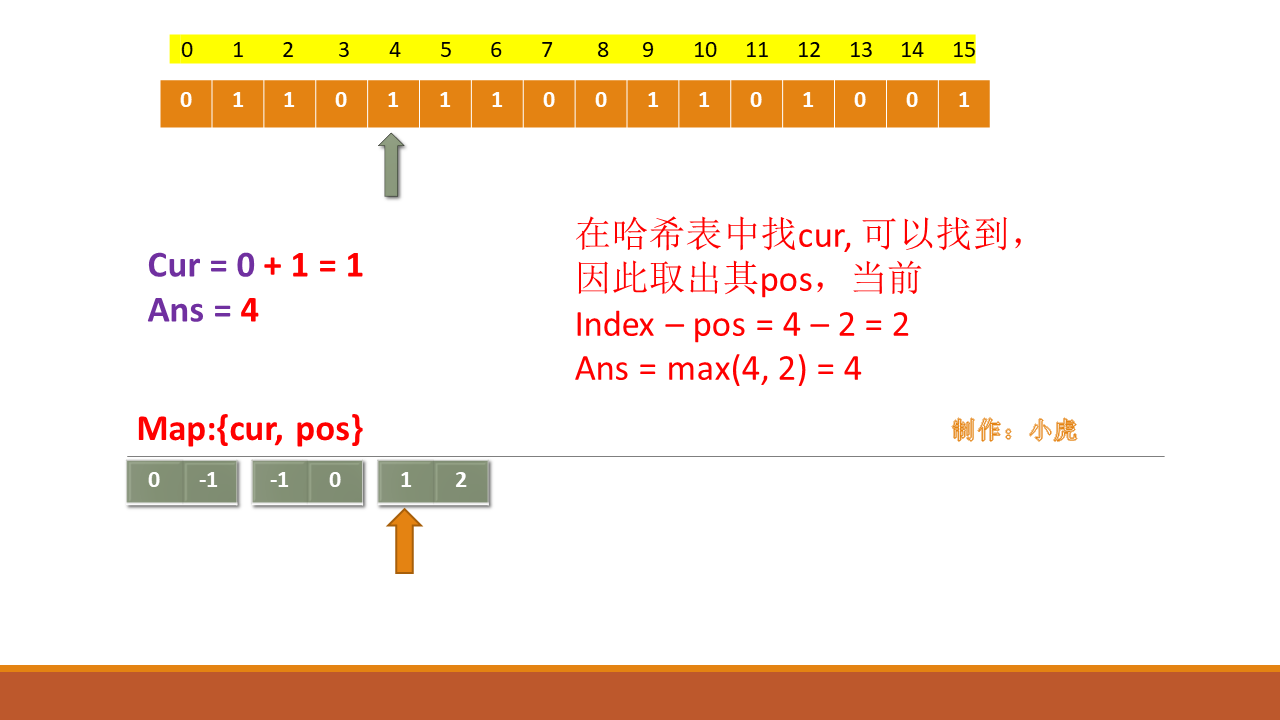 0 1 2 3 4 5 6 7 8 9 10 11 12 13 14 15
0 1 1 0 1 1 1 0 0 1 1 0 1 0 0 1
Cur = 0 + 1 = 1
Ans = 4
在哈希表中找cur, 可以找到，
因此取出其pos，当前
Index – pos = 4 – 2 = 2
Ans = max(4, 2) = 4
Map:{cur, pos}
制作：小虎
0 -1 -1 0 1 2